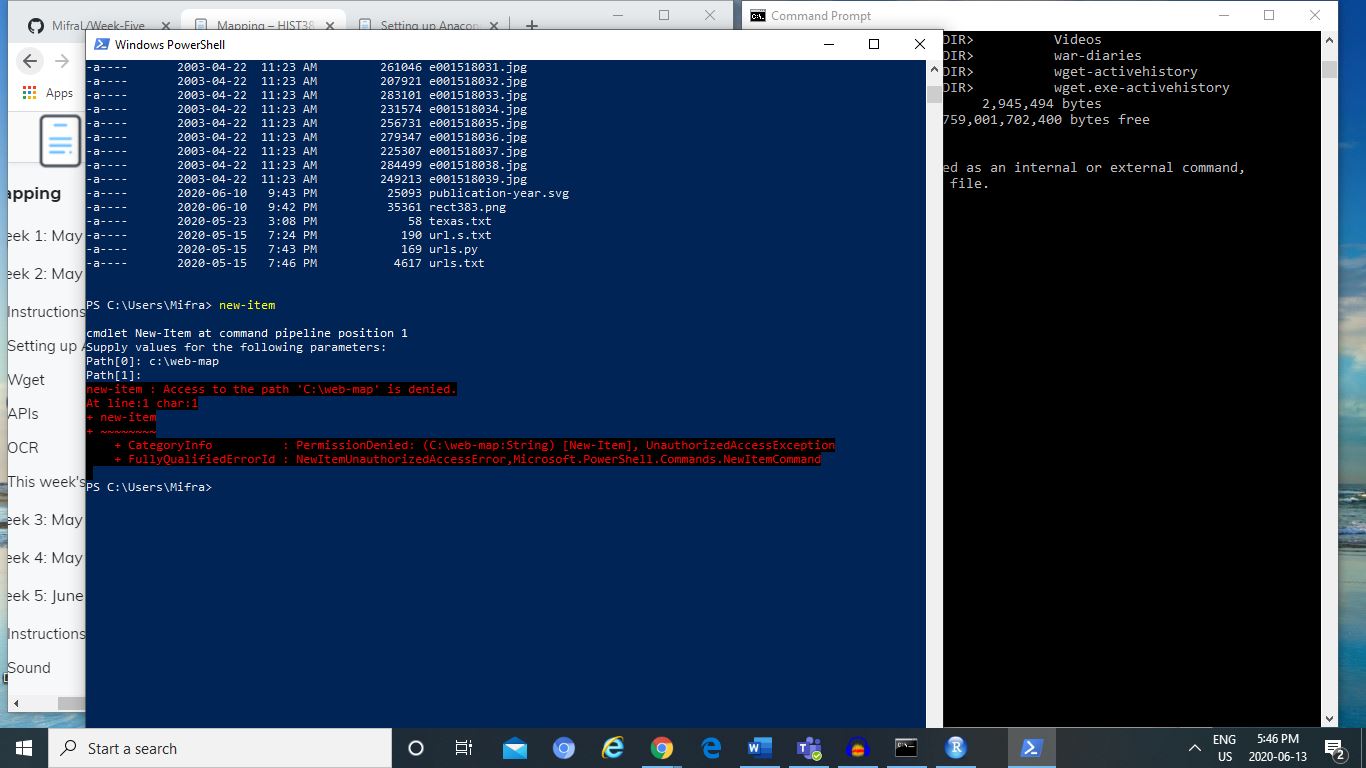 MifraL/Week-Five
Mapping – HIST38
Setting up Anacon
Command Prompt
Windows PowerShell
Apps
apping
eek 1: May
eek 2: May
Instructions
Setting up A
Wget
APIs
OCR
This week's
eek 3: May
eek 4: May
eek 5: June
Instructions
Sound
-a---- 2003-04-22 11:23 AM 261046 e001518031.jpg
-a---- 2003-04-22 11:23 AM 207921 e001518032.jpg
-a---- 2003-04-22 11:23 AM 283101 e001518033.jpg
-a---- 2003-04-22 11:23 AM 231574 e001518034.jpg
-a---- 2003-04-22 11:23 AM 256731 e001518035.jpg
-a---- 2003-04-22 11:23 AM 279347 e001518036.jpg
-a---- 2003-04-22 11:23 AM 225307 e001518037.jpg
-a---- 2003-04-22 11:23 AM 284499 e001518038.jpg
-a---- 2003-04-22 11:23 AM 249213 e001518039.jpg
-a---- 2020-06-10 9:43 PM 25093 publication-year.svg
-a---- 2020-06-10 9:42 PM 35361 rect383.png
-a---- 2020-05-23 3:08 PM 58 texas.txt
-a---- 2020-05-15 7:24 PM 190 url.s.txt
-a---- 2020-05-15 7:43 PM 169 urls.py
-a---- 2020-05-15 7:46 PM 4617 urls.txt
PS C:\Users\Mifra> new-item
cmdlet New-Item at command pipeline position 1
Supply values for the following parameters:
Path[0]: c:\web-map
Path[1]:
new-item : Access to the path 'C:\web-map' is denied.
At line:1 char:1
+ new-item
+ ~~~~~~~~
+ CategoryInfo : PermissionDenied: (C:\web-map:String) [New-Item], UnauthorizedAccessException
+ FullyQualifiedErrorId : NewItemUnauthorizedAccessError,Microsoft.PowerShell.Commands.NewItemCommand
PS C:\Users\Mifra>
DIR> Videos
DIR> war-diaries
DIR> wget-activehistory
DIR> wget.exe-activehistory
2,945,494 bytes
759,001,702,400 bytes free
ed as an internal or external command,
file.
Start a search
ENG
US
5:46 PM
2020-06-13
2